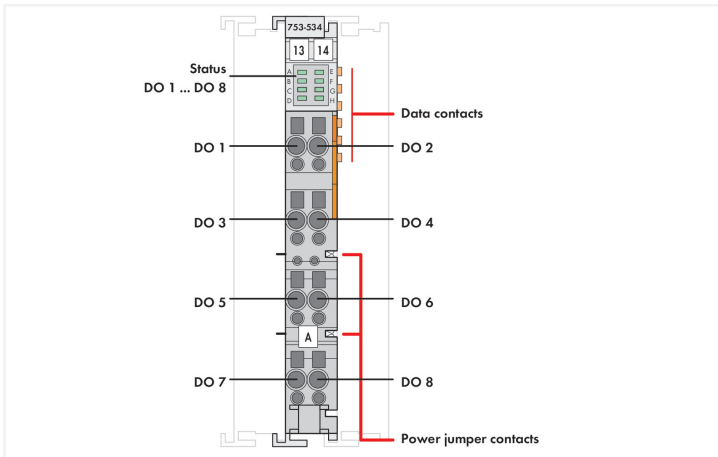 753-534
13 14
Status
DO 1 ... DO 8
A E
B F
C G
D H
Data contacts
DO 1 DO 2
DO 3 DO 4
DO 5 DO 6
A
DO 7 DO 8
Power jumper contacts